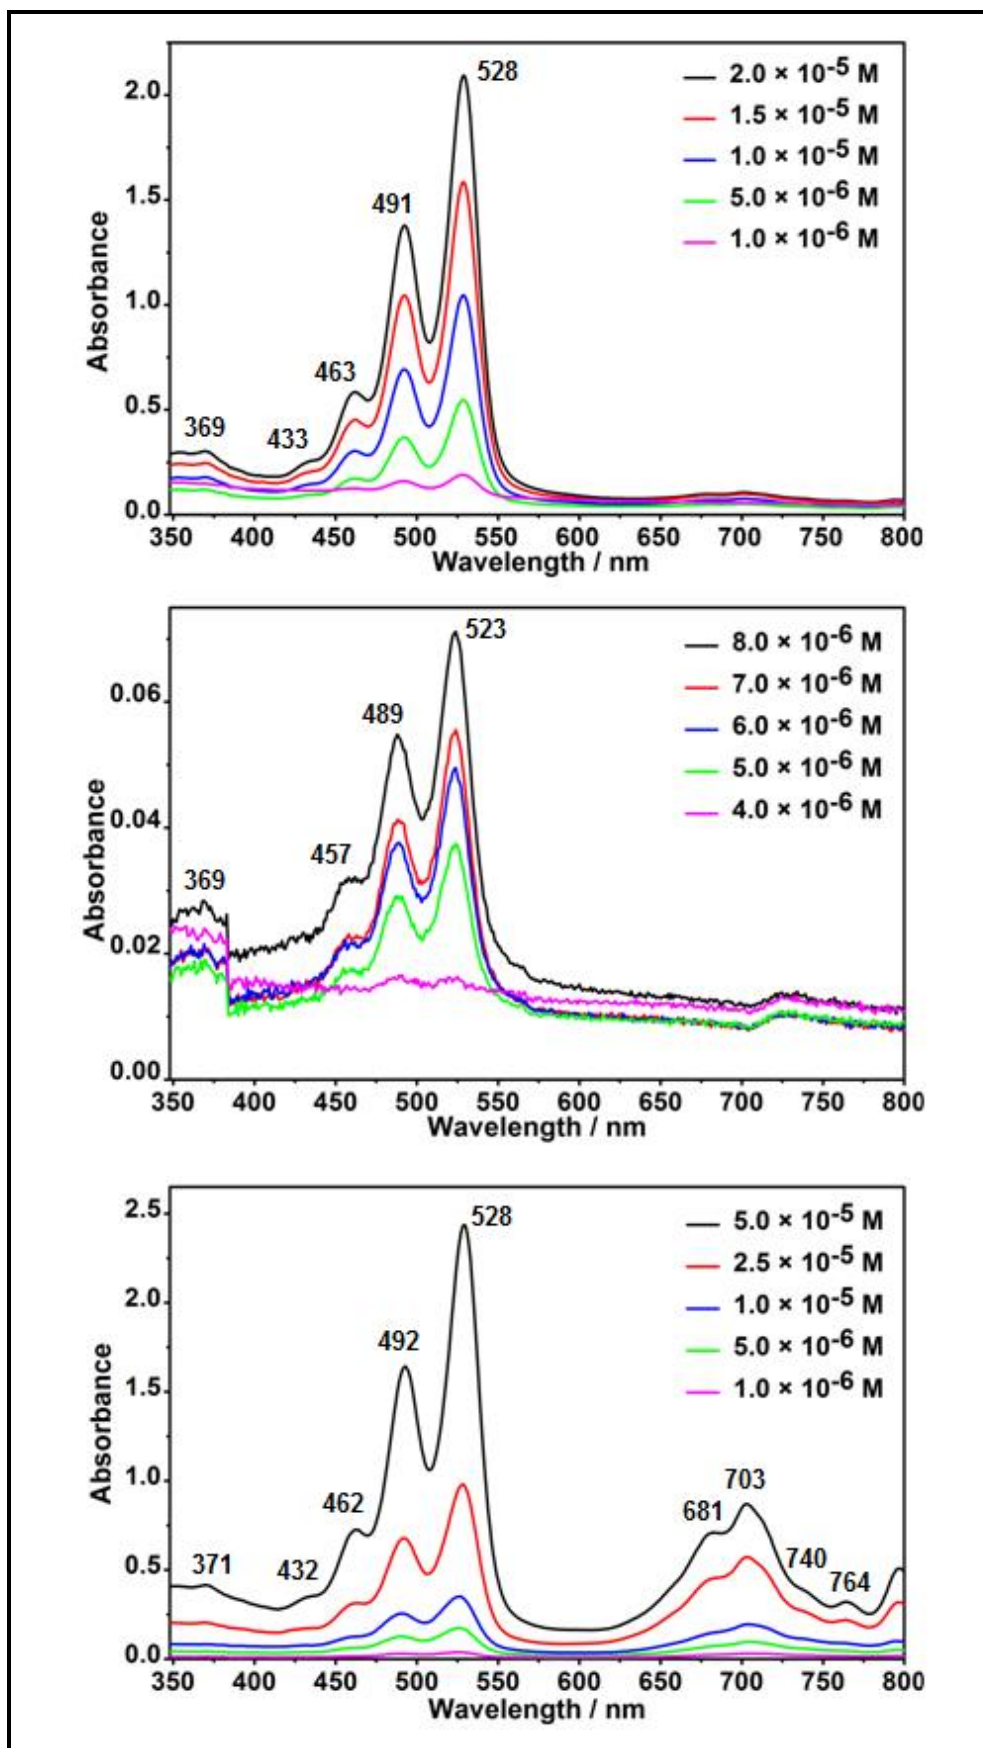 528
491
463
369
433
2.0
1.5
1.0
0.5
0.0
Absorbance
2.0 × 10-5 M
1.5 × 10-5 M
1.0 × 10-5 M
5.0 × 10-6 M
1.0 × 10-6 M
350 400 450 500 550 600 650 700 750 800
Wavelength / nm
523
489
457
369
0.06
0.04
0.02
0.00
Absorbance
8.0 × 10-6 M
7.0 × 10-6 M
6.0 × 10-6 M
5.0 × 10-6 M
4.0 × 10-6 M
350 400 450 500 550 600 650 700 750 800
Wavelength / nm
528
492
462
371
432
703
681
740
764
2.5
2.0
1.5
1.0
0.5
0.0
Absorbance
5.0 × 10-5 M
2.5 × 10-5 M
1.0 × 10-5 M
5.0 × 10-6 M
1.0 × 10-6 M
350 400 450 500 550 600 650 700 750 800
Wavelength / nm